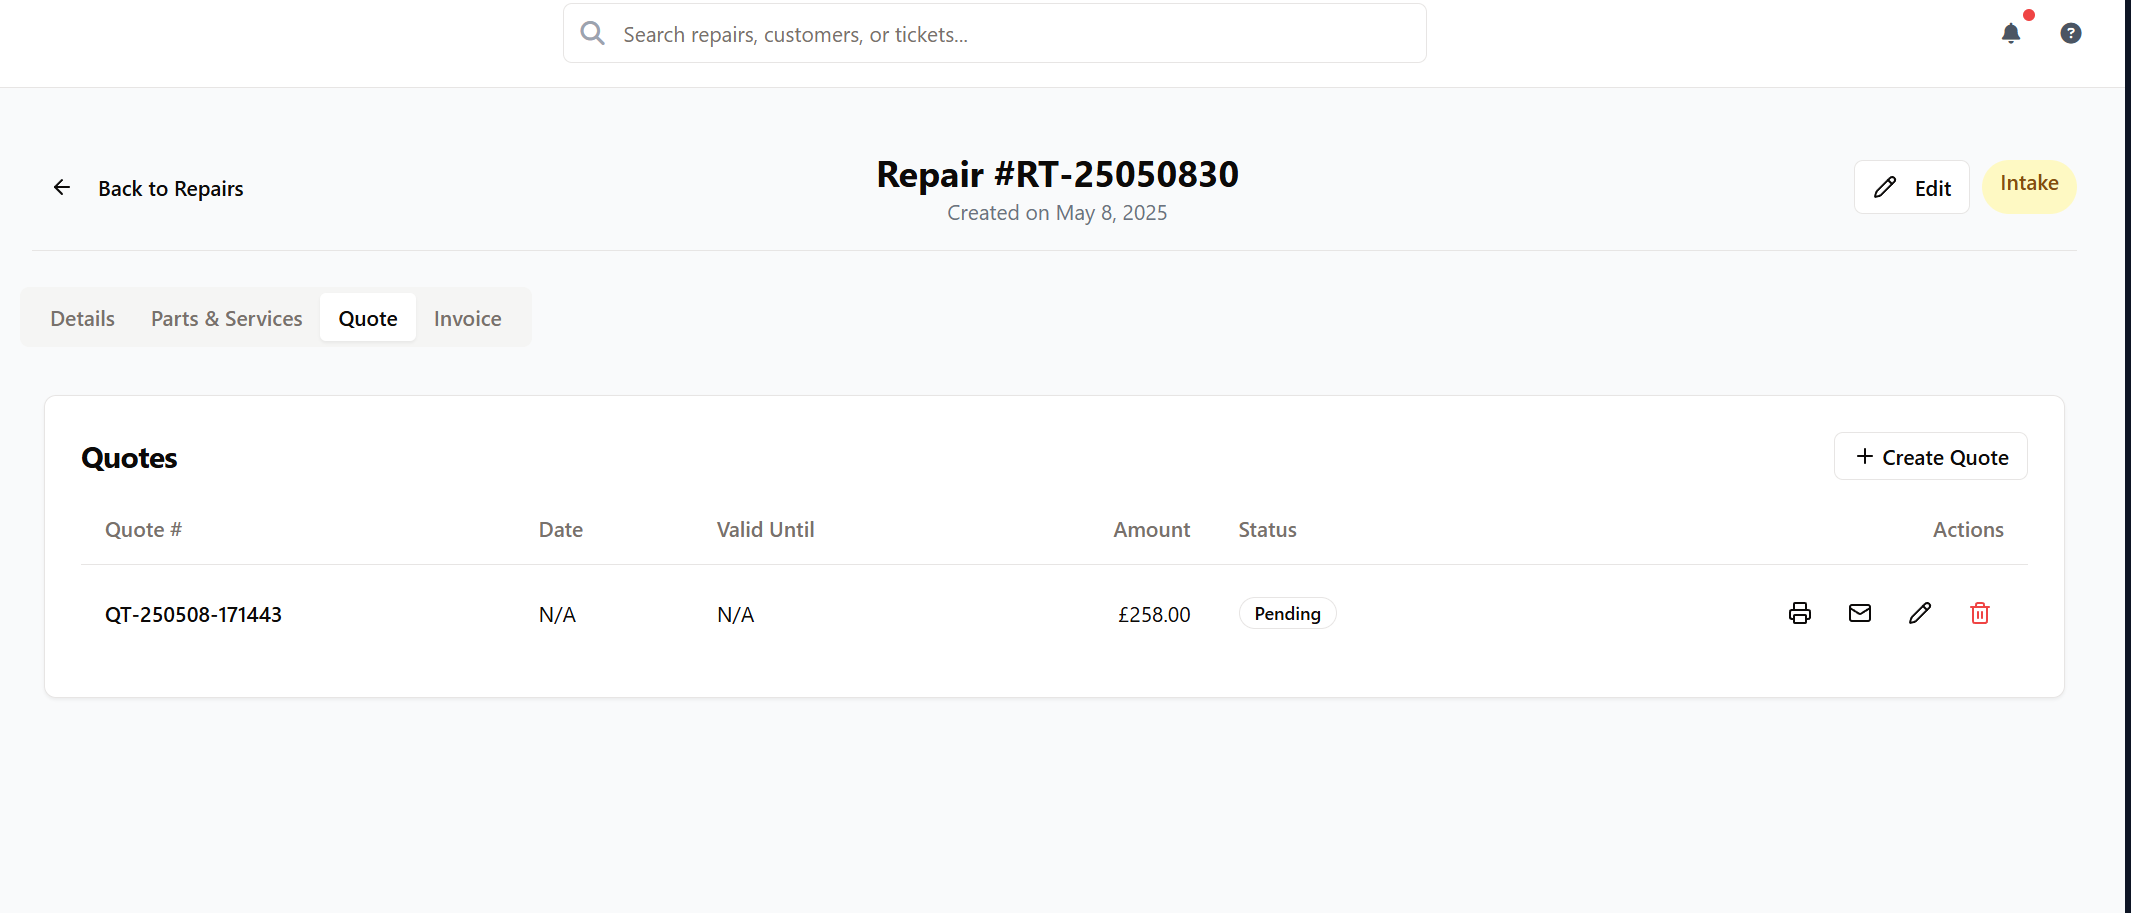 Search repairs, customers, or tickets...
?
Back to Repairs
Repair #RT-25050830
Created on May 8, 2025
Edit
Intake
Details
Parts & Services
Quote
Invoice
Quotes
+ Create Quote
Quote # Date Valid Until Amount Status Actions
QT-250508-171443 N/A N/A £258.00 Pending